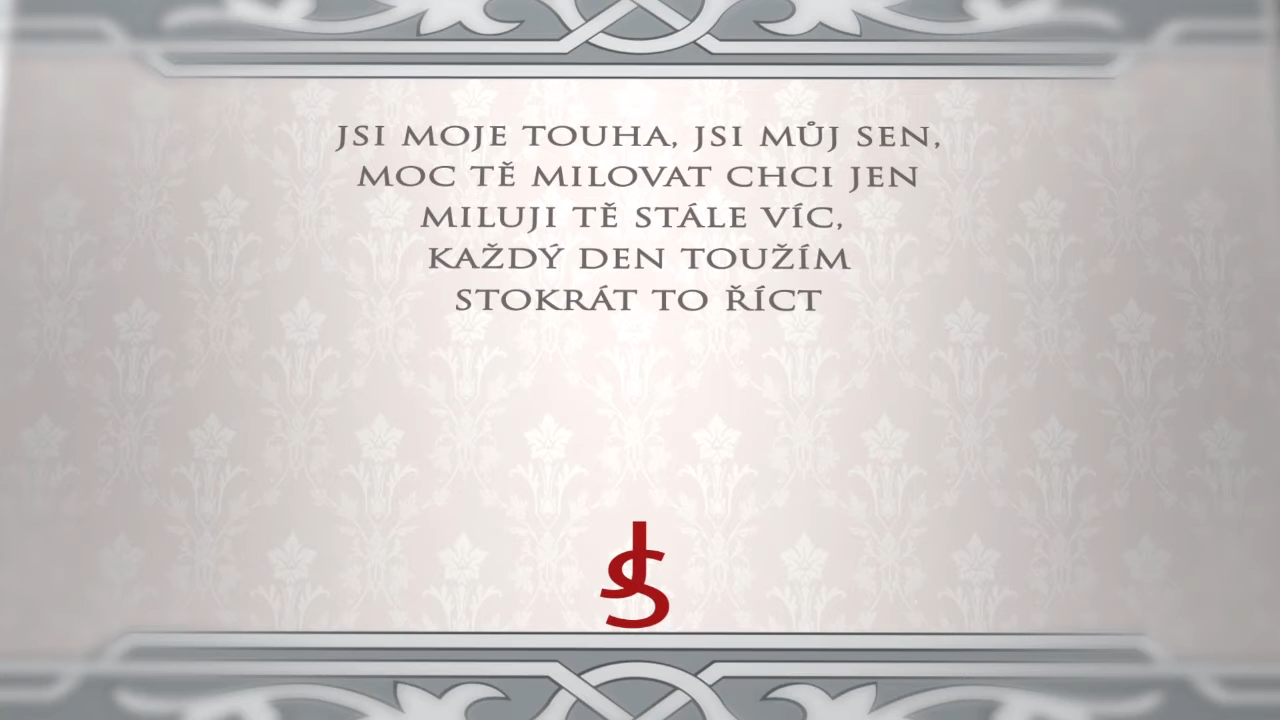 JSI MOJE TOUHA, JSI MŮJ SEN,
MOC TĚ MILOVAT CHCI JEN
MILUJI TĚ STÁLE VÍC,
KAŽDÝ DEN TOUŽÍM
STOKRÁT TO ŘÍCT
JS